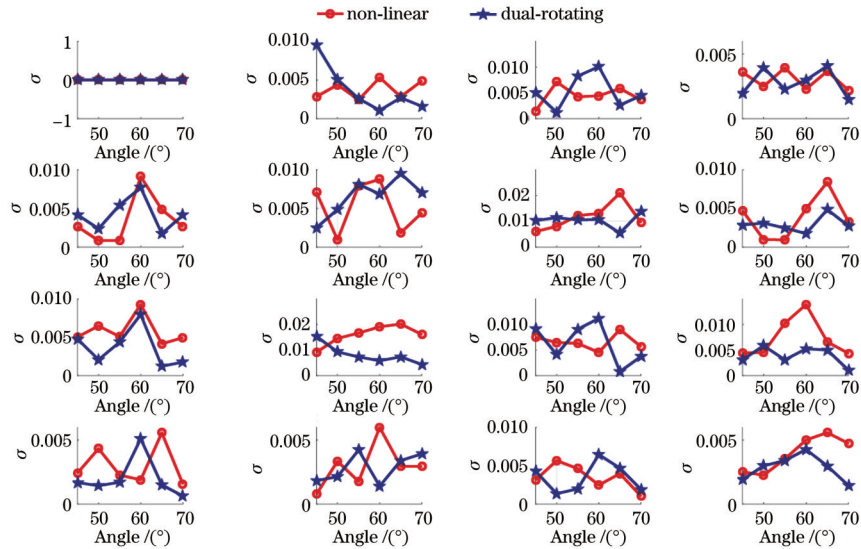 non-linear dual-rotating
1 0.010 0.010 0.005
σ 0 σ 0.005 σ 0.005 σ
−1 0 0 0
50 60 70 50 60 70 50 60 70 50 60 70
Angle /(°) Angle /(°) Angle /(°) Angle /(°)
0.010 0.010 0.02 0.010
σ 0.005 σ 0.005 σ 0.01 σ 0.005
0 0 0 0
50 60 70 50 60 70 50 60 70 50 60 70
Angle /(°) Angle /(°) Angle /(°) Angle /(°)
0.010 0.02 0.010 0.010
σ 0.005 σ 0.01 σ 0.005 σ 0.005
0 0 0 0
50 60 70 50 60 70 50 60 70 50 60 70
Angle /(°) Angle /(°) Angle /(°) Angle /(°)
0.005 0.005 0.010 0.005
σ σ σ 0.005 σ
0 0 0 0
50 60 70 50 60 70 50 60 70 50 60 70
Angle /(°) Angle /(°) Angle /(°) Angle /(°)